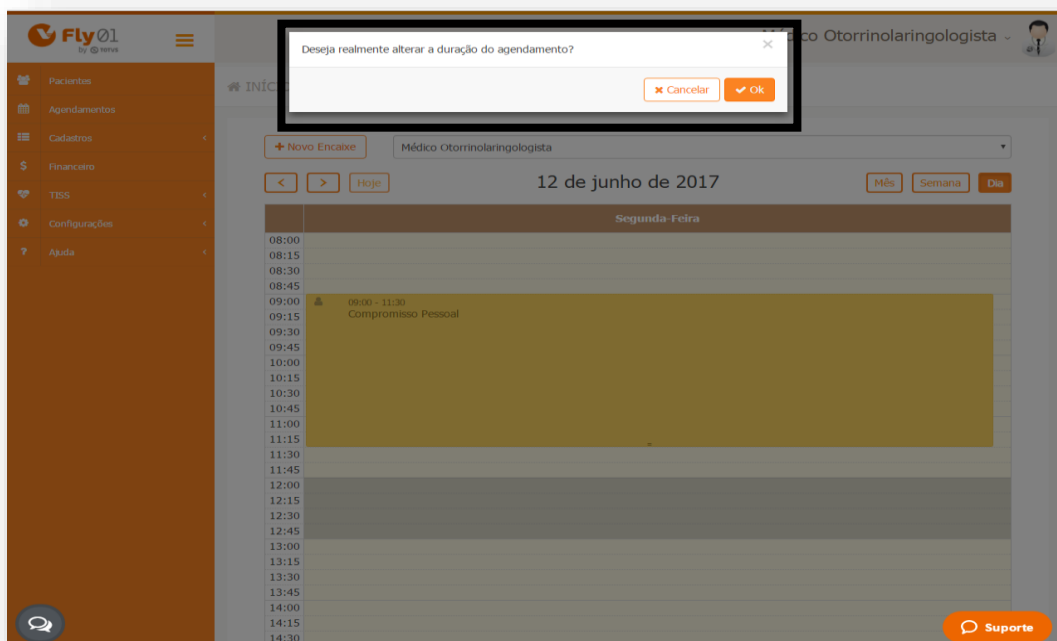 Fly01
by TOTVS
Deseja realmente alterar a duração do agendamento?
×
Cancelar
Ok
co Otorrinolaringologista
Pacientes
Agendamentos
Cadastros
Financeiro
TISS
Configurações
Ajuda
INÍC
+ Novo Encaixe
Médico Otorrinolaringologista
<
>
Hoje
12 de junho de 2017
Mês
Semana
Dia
Segunda-Feira
08:00
08:15
08:30
08:45
09:00
09:00 - 11:30
09:15
Compromisso Pessoal
09:30
09:45
10:00
10:15
10:30
10:45
11:00
11:15
11:30
11:45
12:00
12:15
12:30
12:45
13:00
13:15
13:30
13:45
14:00
14:15
14:30
Suporte